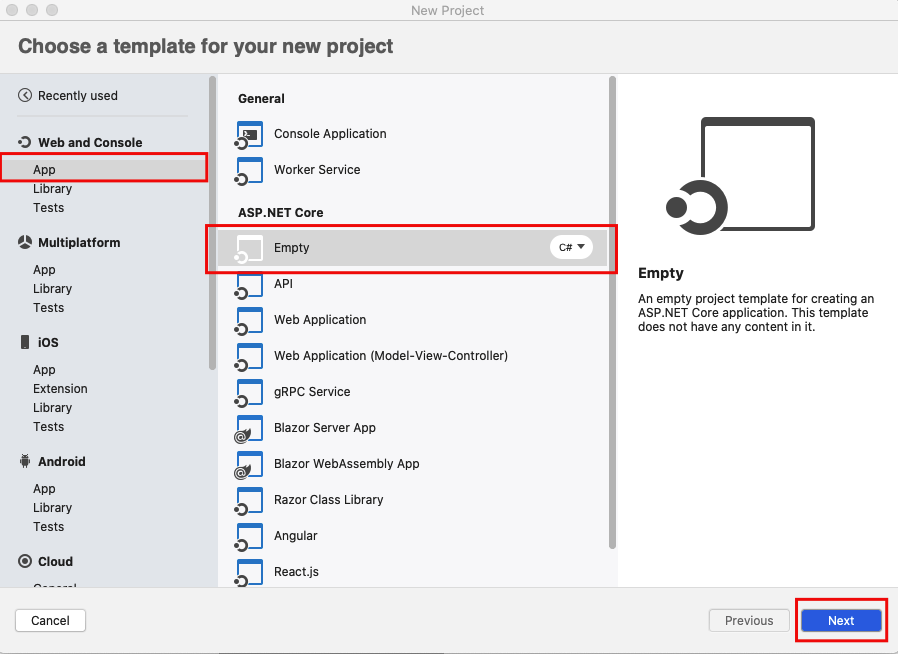 New Project
Choose a template for your new project
Recently used
Web and Console
App
Library
Tests
Multiplatform
App
Library
Tests
iOS
App
Extension
Library
Tests
Android
App
Library
Tests
Cloud
General
General
Console Application
Worker Service
ASP.NET Core
Empty
C#
API
Web Application
Web Application (Model-View-Controller)
gRPC Service
Blazor Server App
Blazor WebAssembly App
Razor Class Library
Angular
React.js
Empty
An empty project template for creating an
ASP.NET Core application. This template
does not have any content in it.
Cancel
Previous
Next